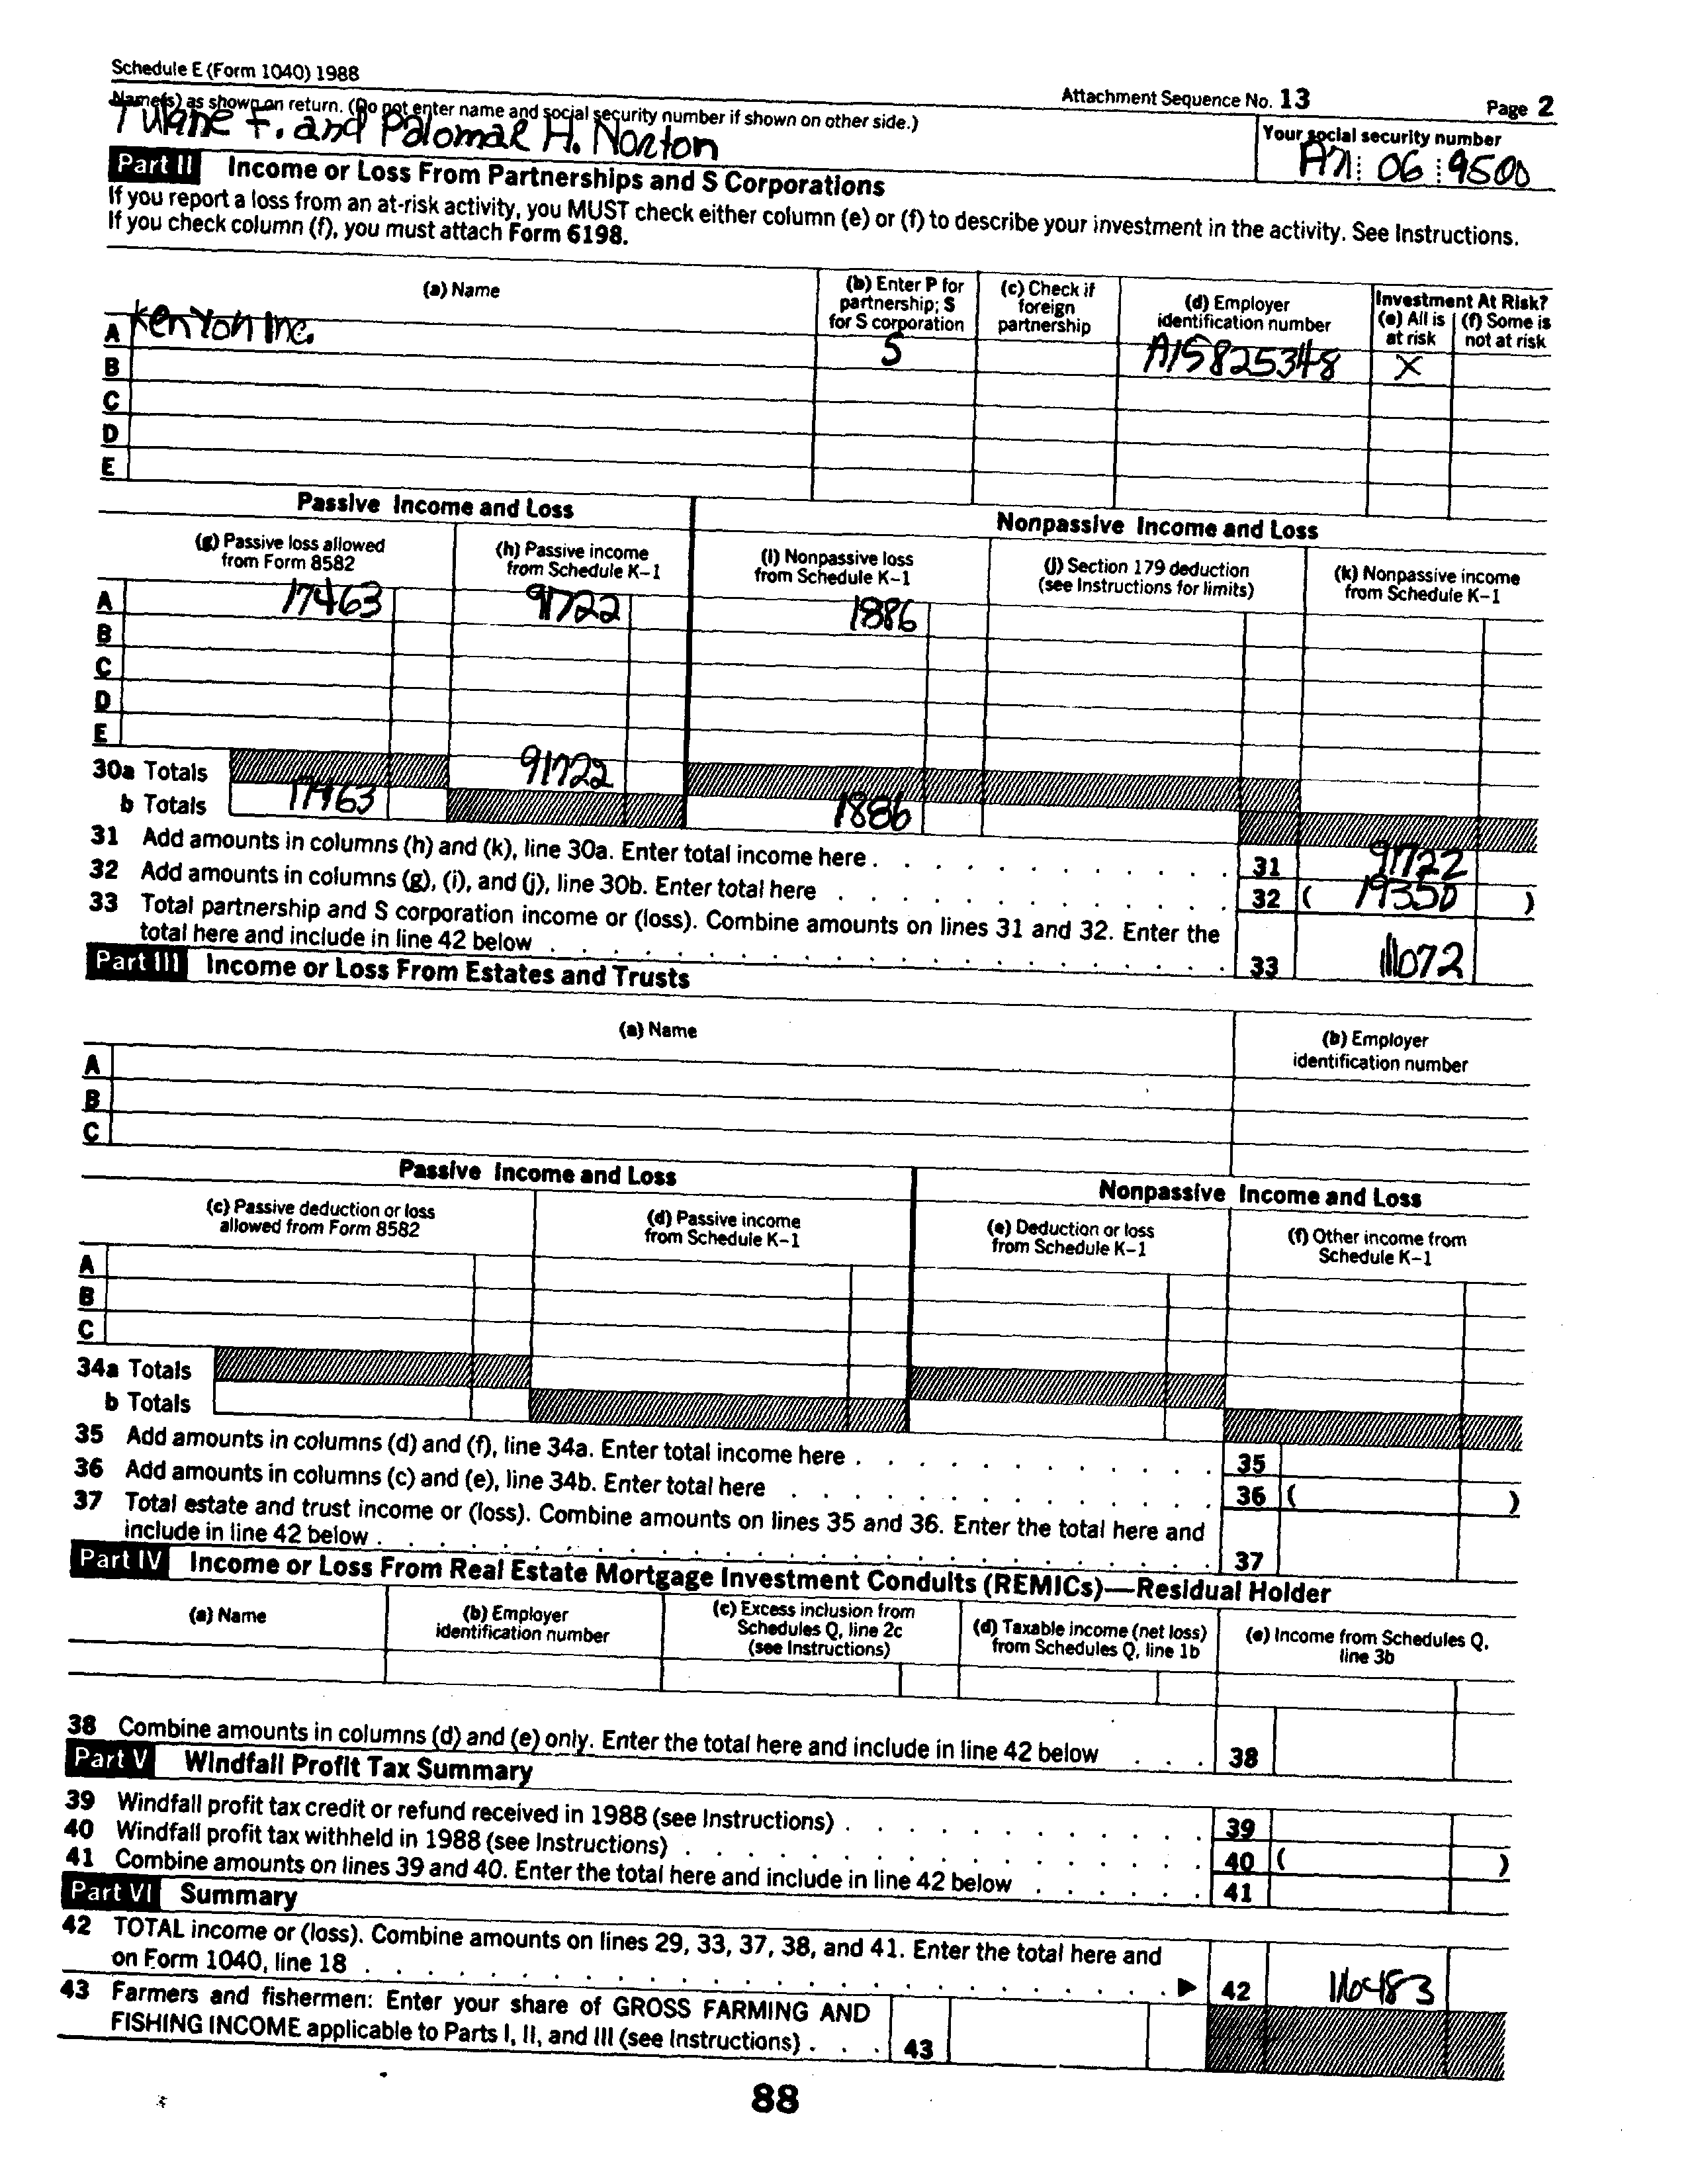 Schedule E (Form 1040) 1988
Attachment Sequence No. 13 Page 2
Name(s) as shown on return. (Do not enter name and social security number if shown on other side.)
Tulane F. and Palomar H. Norton
Your social security number
06 9500
Part II Income or Loss From Partnerships and S Corporations
If you report a loss from an at-risk activity, you MUST check either column (e) or (f) to describe your investment in the activity. See Instructions.
If you check column (f), you must attach Form 6198.
(a) Name
(b) Enter P for partnership; S for S corporation
(c) Check if foreign partnership
(d) Employer identification number
Investment At Risk?
(e) All is at risk
(f) Some is not at risk
A Kenyon Inc. S A15825348 X
B
C
D
E
Passive Income and Loss
Nonpassive Income and Loss
(g) Passive loss allowed from Form 8582
(h) Passive income from Schedule K–1
(i) Nonpassive loss from Schedule K–1
(j) Section 179 deduction (see Instructions for limits)
(k) Nonpassive income from Schedule K–1
A 17463 91722 1886
B
C
D
E
30a Totals 91722
b Totals 17463 1886
31 Add amounts in columns (h) and (k), line 30a. Enter total income here . 31 91722
32 Add amounts in columns (g), (i), and (j), line 30b. Enter total here 32 ( 19350 )
33 Total partnership and S corporation income or (loss). Combine amounts on lines 31 and 32. Enter the
total here and include in line 42 below 33 111072
Part III Income or Loss From Estates and Trusts
(a) Name
(b) Employer identification number
A
B
C
Passive Income and Loss
Nonpassive Income and Loss
(c) Passive deduction or loss allowed from Form 8582
(d) Passive income from Schedule K–1
(e) Deduction or loss from Schedule K–1
(f) Other income from Schedule K–1
A
B
C
34a Totals
b Totals
35 Add amounts in columns (d) and (f), line 34a. Enter total income here . 35
36 Add amounts in columns (c) and (e), line 34b. Enter total here 36 ( )
37 Total estate and trust income or (loss). Combine amounts on lines 35 and 36. Enter the total here and
include in line 42 below . 37
Part IV Income or Loss From Real Estate Mortgage Investment Conduits (REMICs)—Residual Holder
(a) Name
(b) Employer identification number
(c) Excess inclusion from Schedules Q, line 2c (see Instructions)
(d) Taxable income (net loss) from Schedules Q, line 1b
(e) Income from Schedules Q, line 3b
38 Combine amounts in columns (d) and (e) only. Enter the total here and include in line 42 below 38
Part V Windfall Profit Tax Summary
39 Windfall profit tax credit or refund received in 1988 (see Instructions) . 39
40 Windfall profit tax withheld in 1988 (see Instructions) 40 ( )
41 Combine amounts on lines 39 and 40. Enter the total here and include in line 42 below 41
Part VI Summary
42 TOTAL income or (loss). Combine amounts on lines 29, 33, 37, 38, and 41. Enter the total here and
on Form 1040, line 18 . ▶ 42 110483
43 Farmers and fishermen: Enter your share of GROSS FARMING AND
FISHING INCOME applicable to Parts I, II, and III (see Instructions) . 43
88